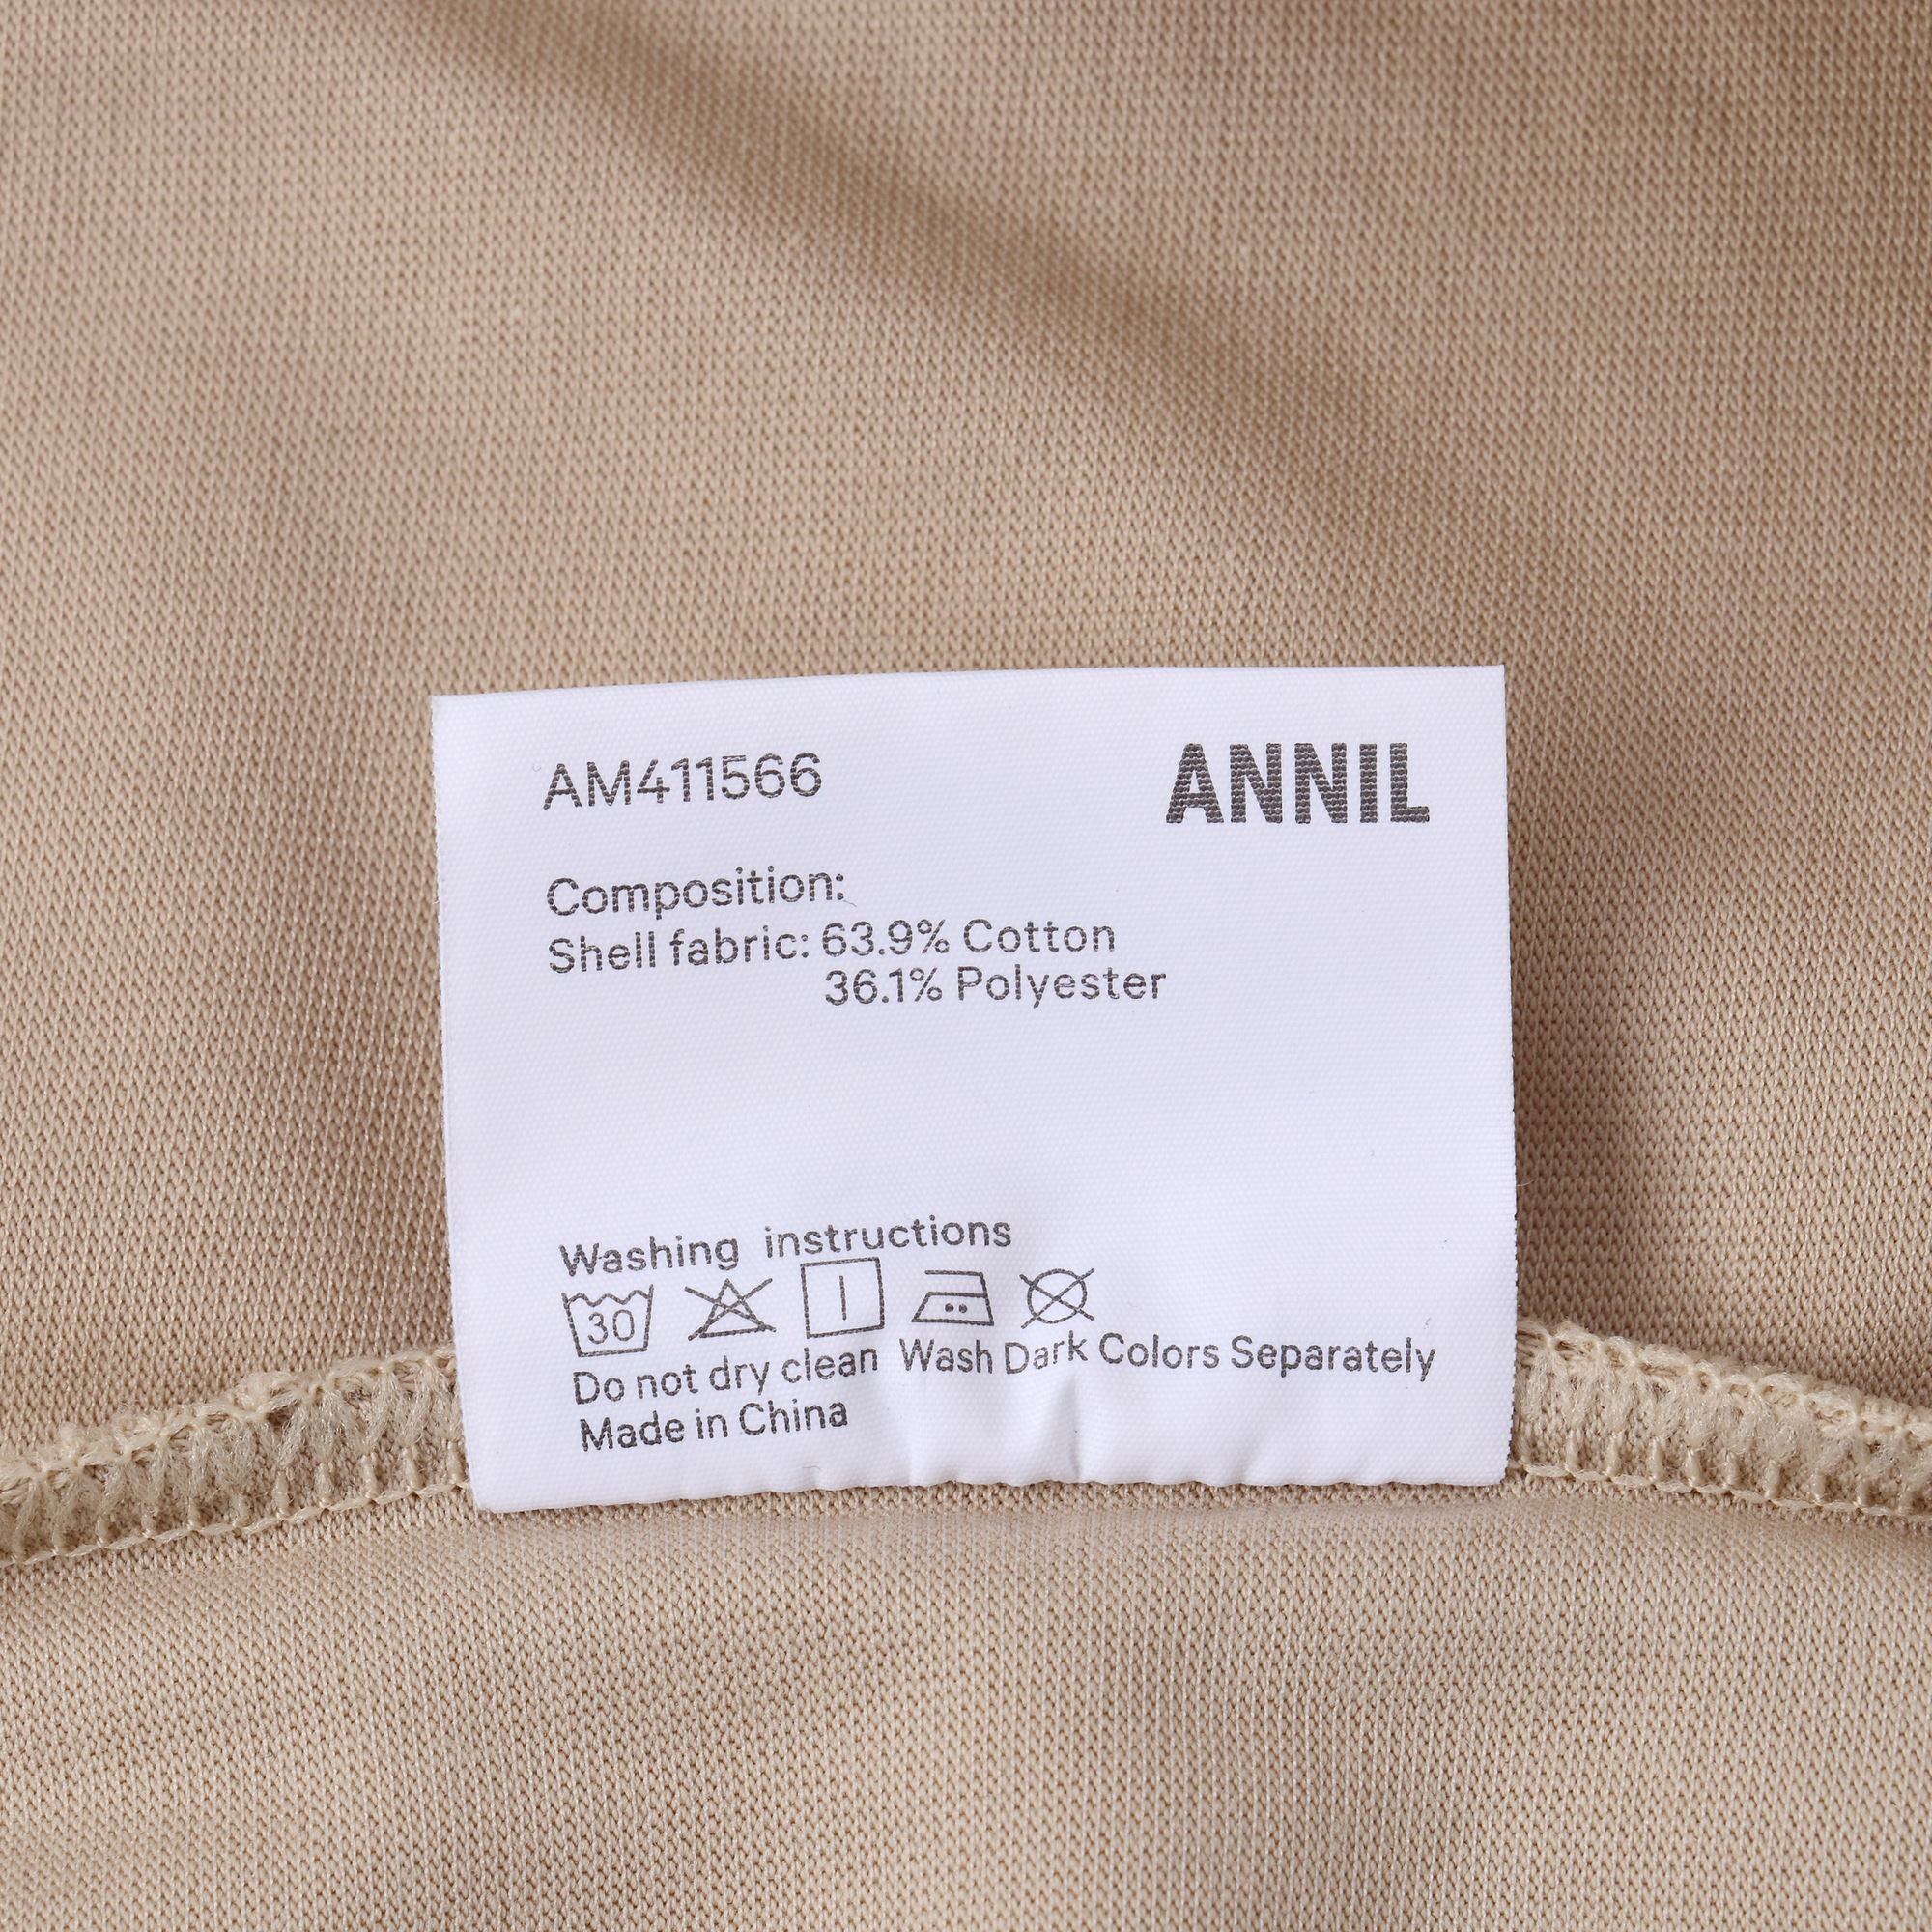 AM411566
ANNIL
Composition:
Shell fabric: 63.9% Cotton
36.1% Polyester
Washing instructions
30
Do not dry clean Wash Dark Colors Separately
Made in China